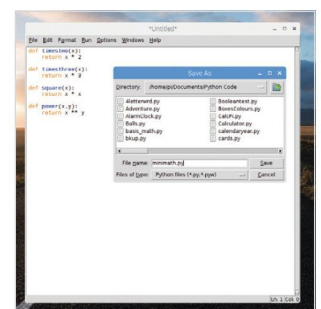 *Untitled*
File Edit Format Run Options Windows Help
def timestwo(x):
return x * 2
def timesthree(x):
return x * 3
def square(x):
return x * x
def power(x,y):
return x ** y
Save As
Directory: /home/pi/Documents/Python Code
aletterwrd.py Booleantest.py
Adventure.py BoxesColours.py
AlarmClock.py CalcPi.py
Balls.py Calculator.py
basic_math.py calendaryear.py
bkup.py cards.py
File name: minimath.py Save
Files of type: Python files (*.py,*.pyw) Cancel
Ln: 1 Col: 0